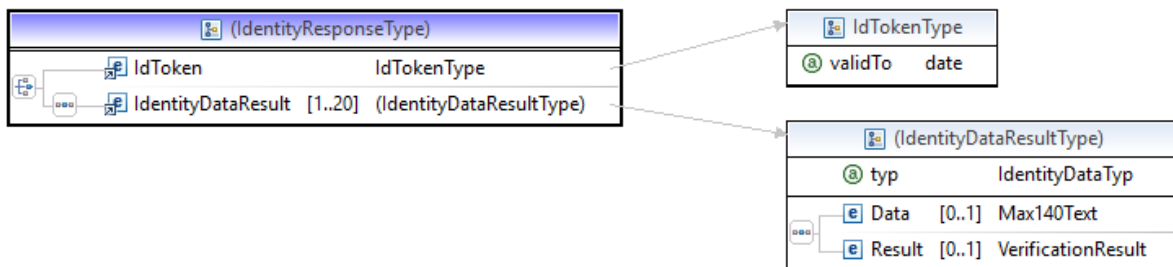 (IdentityResponseType)
IdToken IdTokenType
IdentityDataResult [1..20] (IdentityDataResultType)
IdTokenType
validTo date
(IdentityDataResultType)
typ IdentityDataTyp
Data [0..1] Max140Text
Result [0..1] VerificationResult